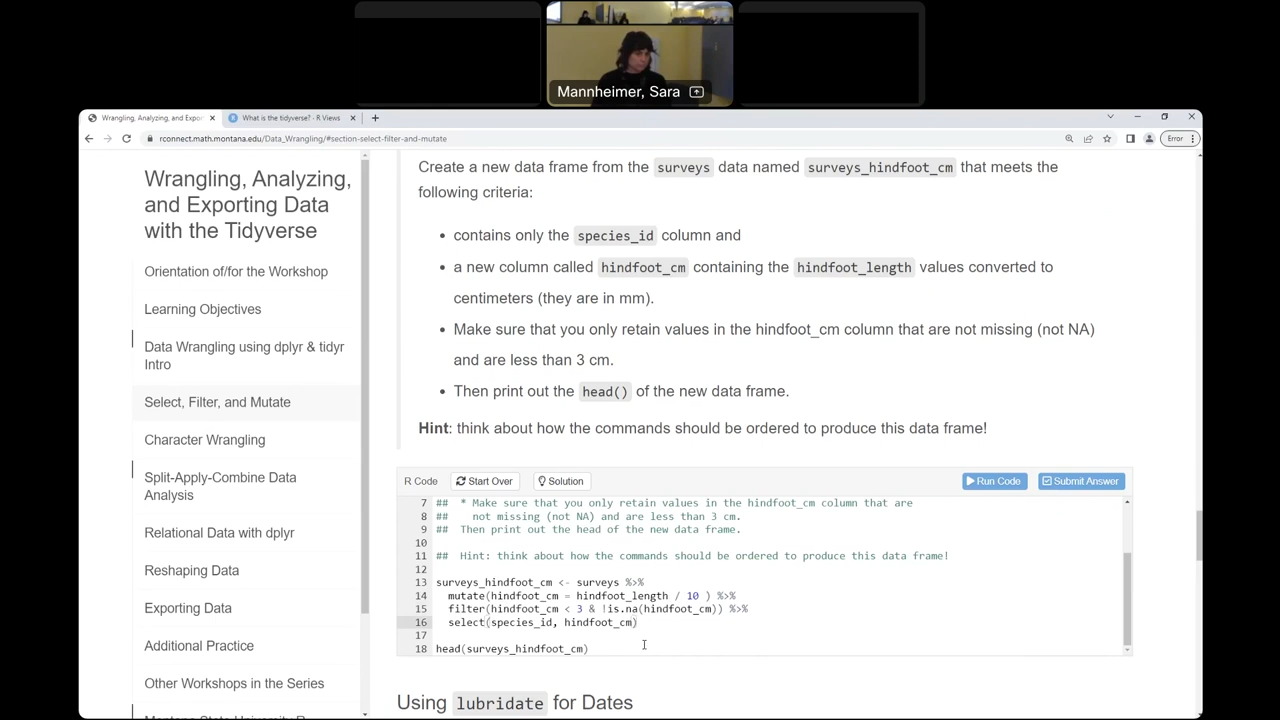 Mannheimer, Sara
Wrangling, Analyzing, and Expor
What is the tidyverse? · R Views
rconnect.math.montana.edu/Data_Wrangling/#section-select-filter-and-mutate
Error
Wrangling, Analyzing,
and Exporting Data
with the Tidyverse
Orientation of/for the Workshop
Learning Objectives
Data Wrangling using dplyr & tidyr
Intro
Select, Filter, and Mutate
Character Wrangling
Split-Apply-Combine Data
Analysis
Relational Data with dplyr
Reshaping Data
Exporting Data
Additional Practice
Other Workshops in the Series
Montana State University R
Create a new data frame from the surveys data named surveys_hindfoot_cm that meets the
following criteria:
• contains only the species_id column and
• a new column called hindfoot_cm containing the hindfoot_length values converted to
centimeters (they are in mm).
• Make sure that you only retain values in the hindfoot_cm column that are not missing (not NA)
and are less than 3 cm.
• Then print out the head() of the new data frame.
Hint: think about how the commands should be ordered to produce this data frame!
R Code Start Over Solution Run Code Submit Answer
7 ## * Make sure that you only retain values in the hindfoot_cm column that are
8 ## not missing (not NA) and are less than 3 cm.
9 ## Then print out the head of the new data frame.
10
11 ## Hint: think about how the commands should be ordered to produce this data frame!
12
13 surveys_hindfoot_cm <- surveys %>%
14 mutate(hindfoot_cm = hindfoot_length / 10 ) %>%
15 filter(hindfoot_cm < 3 & !is.na(hindfoot_cm)) %>%
16 select(species_id, hindfoot_cm)
17
18 head(surveys_hindfoot_cm)
Using lubridate for Dates